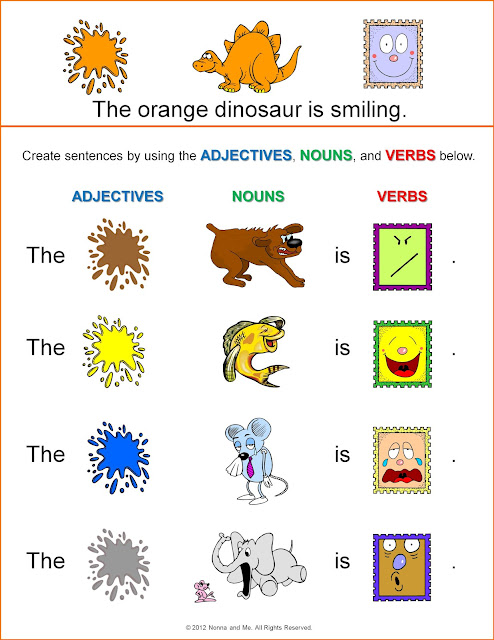 The orange dinosaur is smiling.
Create sentences by using the ADJECTIVES, NOUNS, and VERBS below.
ADJECTIVES NOUNS VERBS
The is .
The is .
The is .
The is .
© 2012 Nonna and Me. All Rights Reserved.